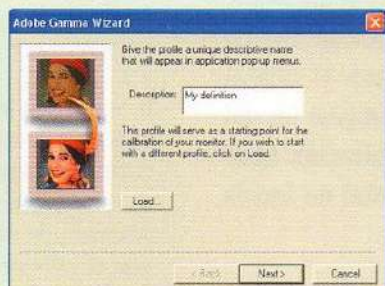 Adobe Gamma Wizard
Give the profile a unique descriptive name
that will appear in application pop up menus.
Description:
My definition
This profile will serve as a starting point for the
calibration of your monitor. If you wish to start
with a different profile, click on Load.
Load...
< Back
Next >
Cancel